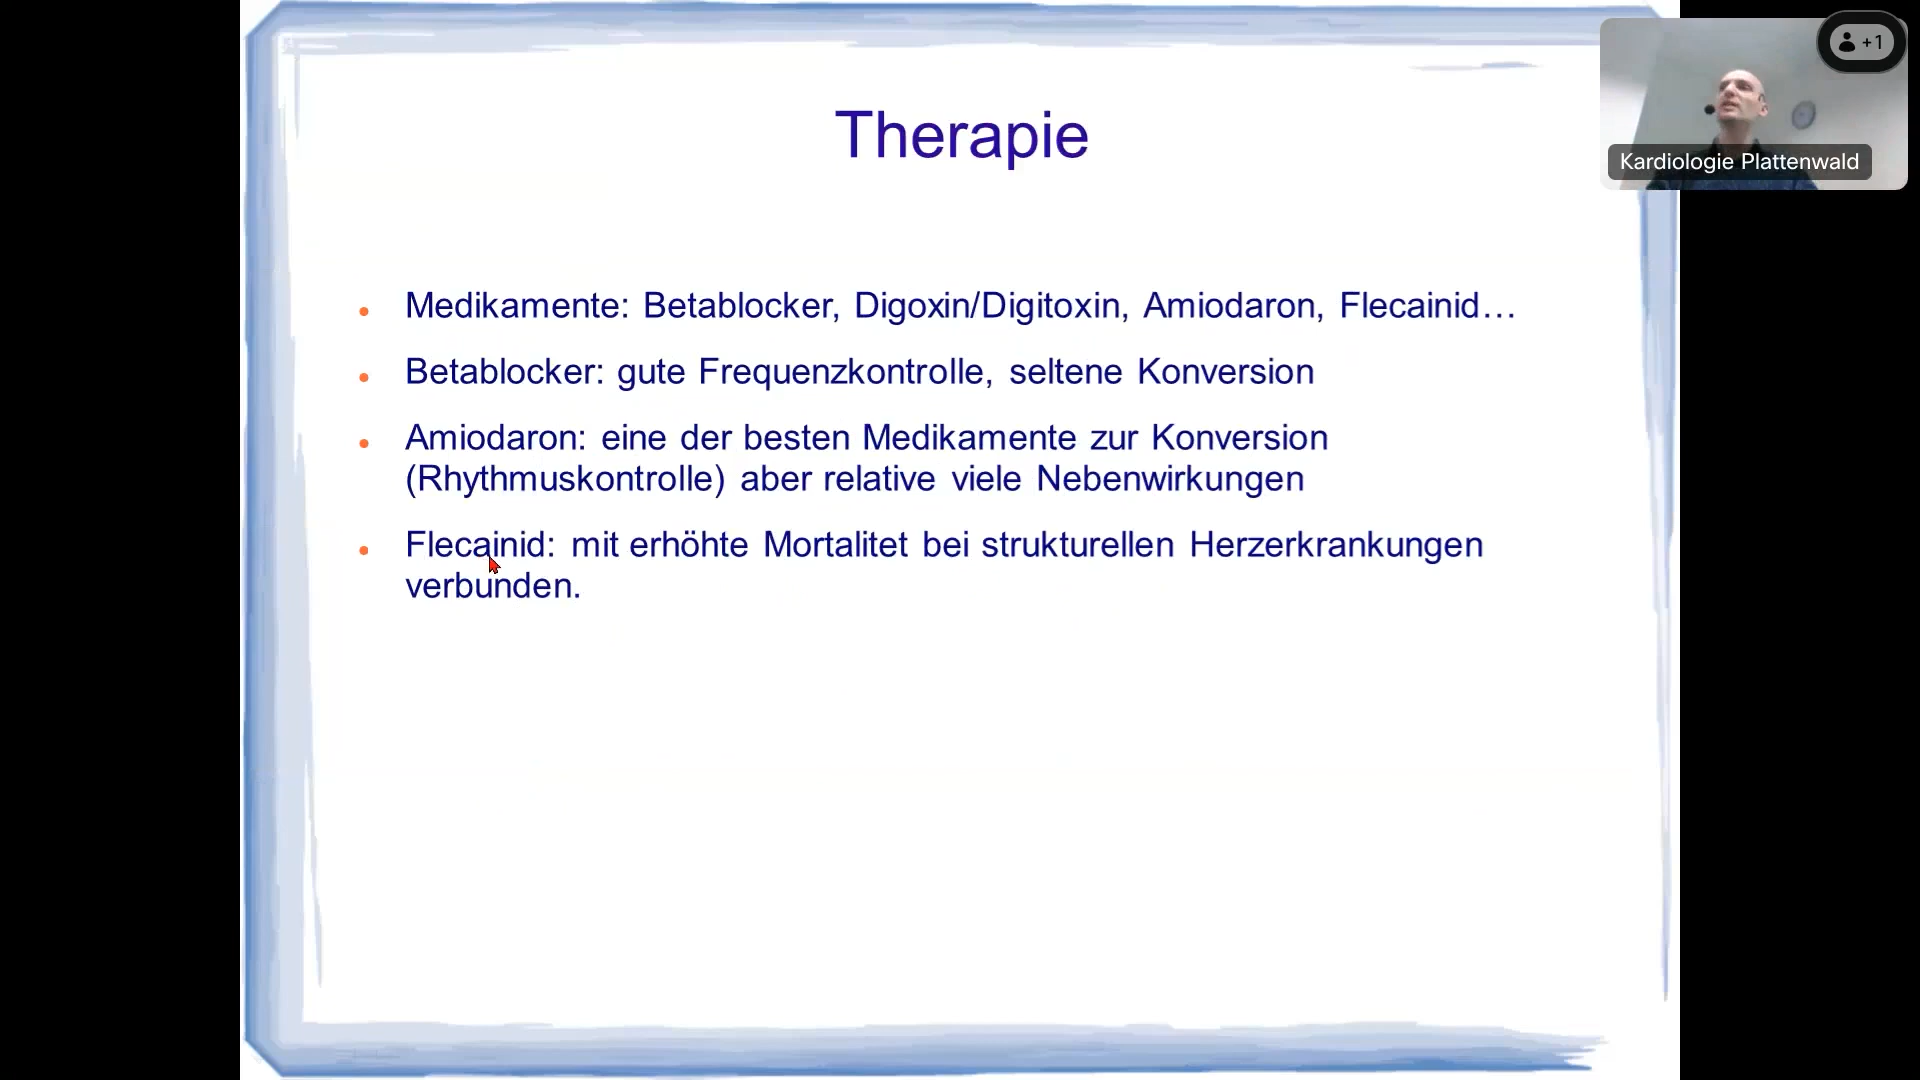 Therapie
+1
Kardiologie Plattenwald
Medikamente: Betablocker, Digoxin/Digitoxin, Amiodaron, Flecainid…
Betablocker: gute Frequenzkontrolle, seltene Konversion
Amiodaron: eine der besten Medikamente zur Konversion
(Rhythmuskontrolle) aber relative viele Nebenwirkungen
Flecainid: mit erhöhte Mortalitet bei strukturellen Herzerkrankungen
verbunden.